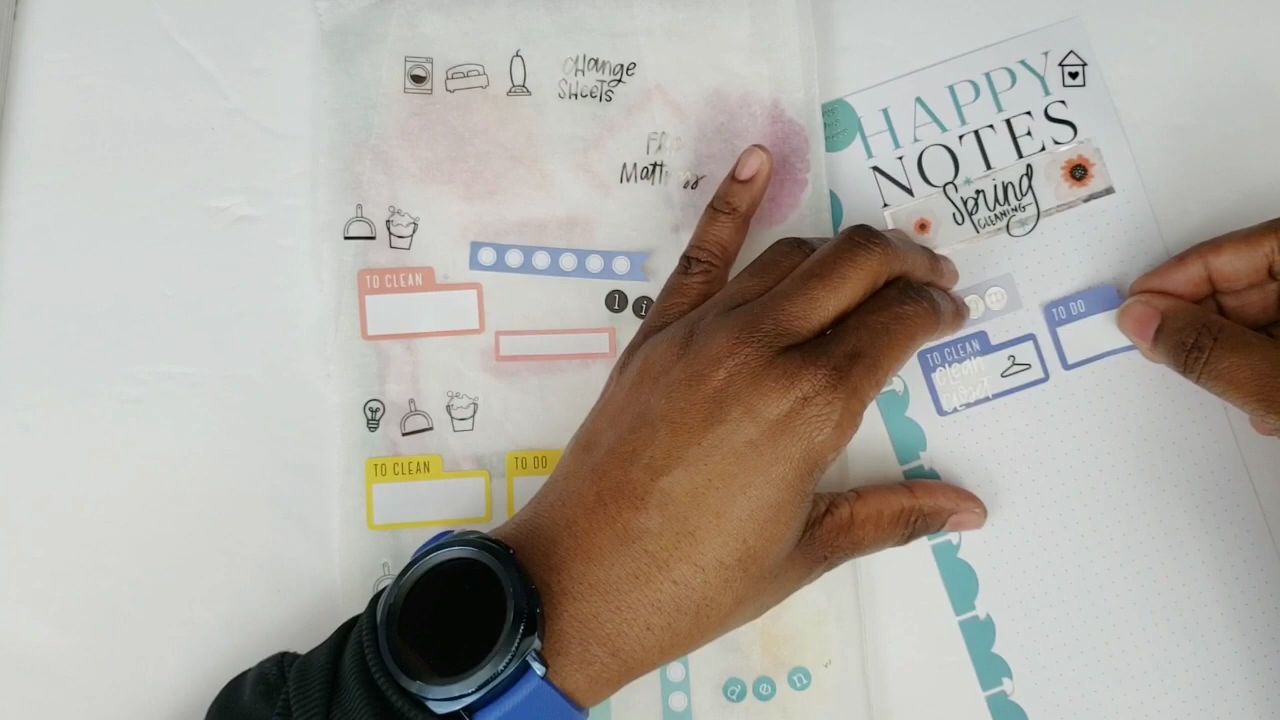 CHange
SHeets
HAPPY
NOTES
Spring
CLEANING
TO CLEAN
TO DO
TO CLEAN
Clean
Closet
TO CLEAN
TO DO